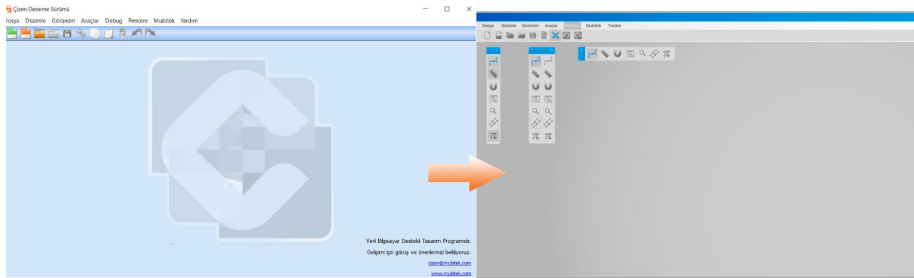 Çizen Deneme Sürümü
Dosya Düzenle Görünüm Araçlar Debug Pencere Mubitek Yardım
Yerli Bilgisayar Destekli Tasarım Programıdır.
Gelişimi için görüş ve önerilerinizi bekliyoruz.
cizen@mubitek.com
www.mubitek.com
Dosya Düzenle Görünüm Araçlar Pencere Mubitek Yardım